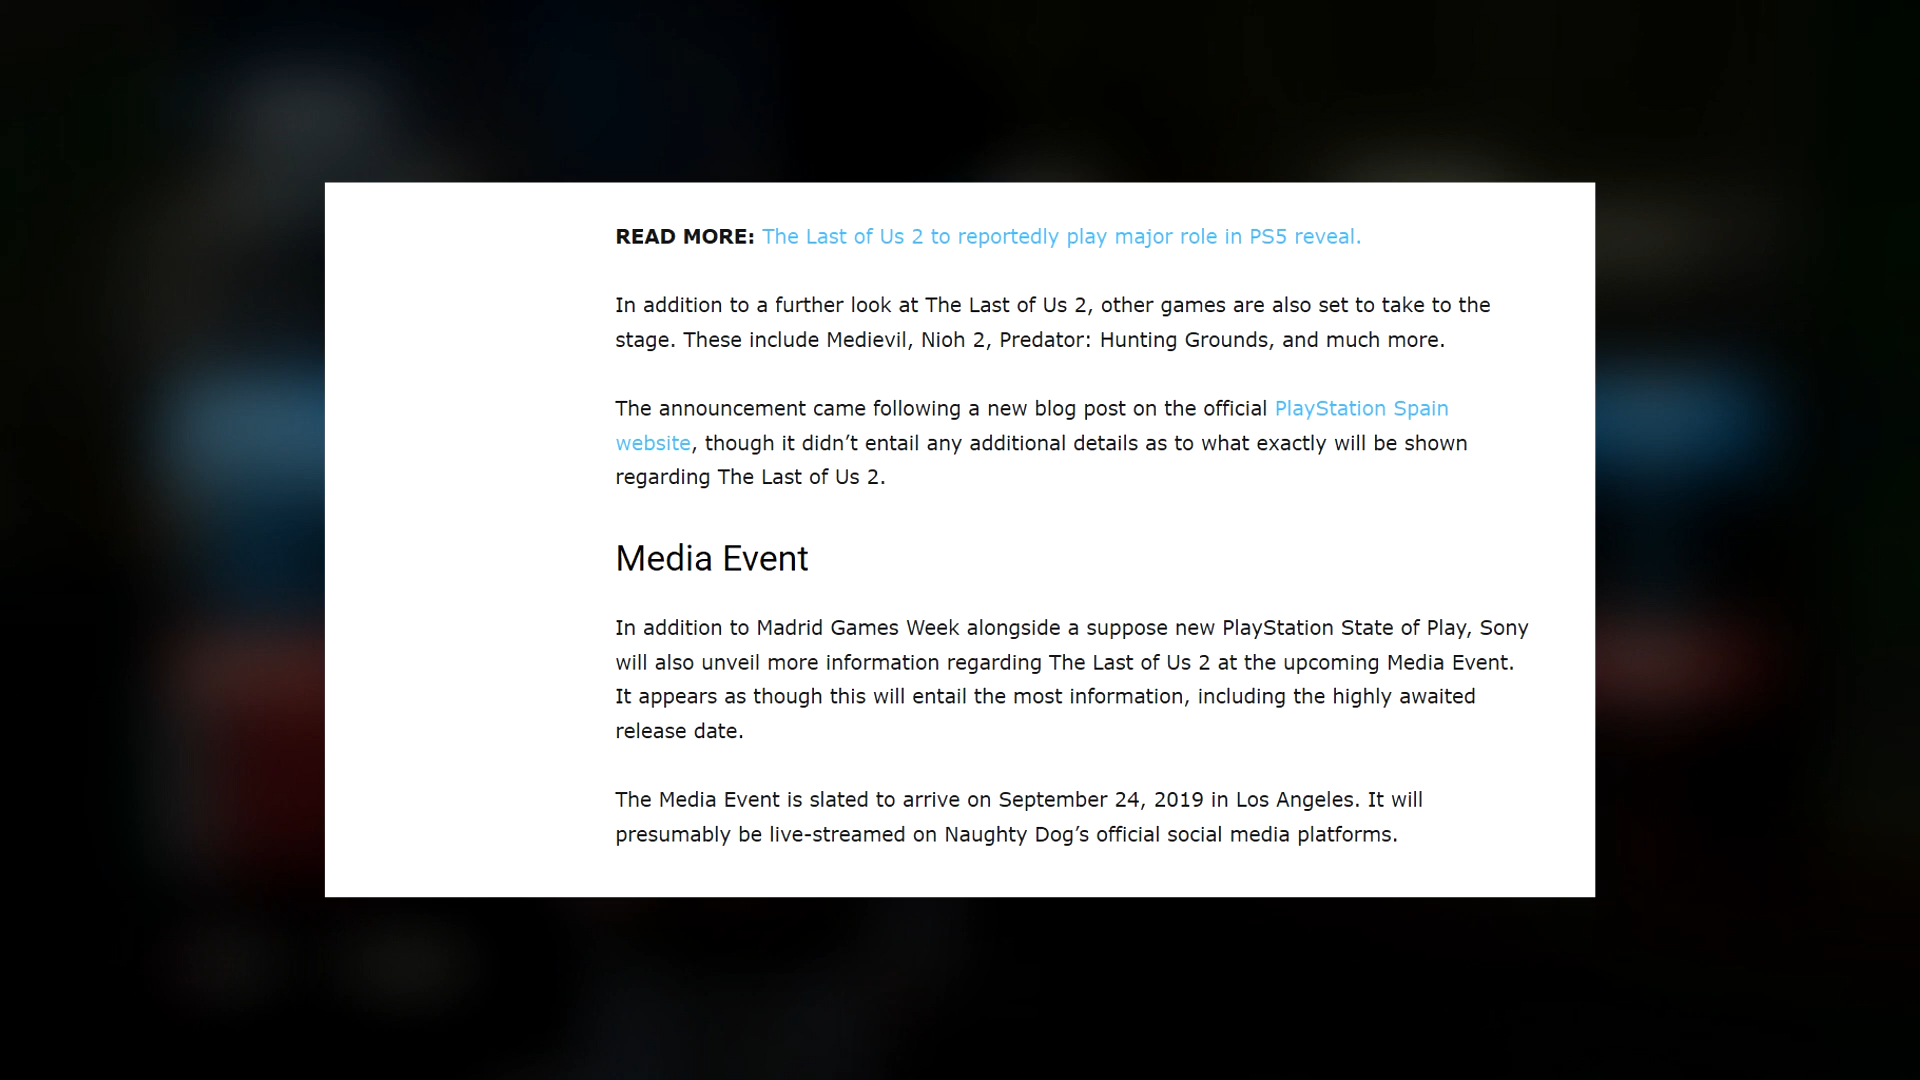 READ MORE: The Last of Us 2 to reportedly play major role in PS5 reveal.
In addition to a further look at The Last of Us 2, other games are also set to take to the
stage. These include Medievil, Nioh 2, Predator: Hunting Grounds, and much more.
The announcement came following a new blog post on the official PlayStation Spain
website, though it didn’t entail any additional details as to what exactly will be shown
regarding The Last of Us 2.
Media Event
In addition to Madrid Games Week alongside a suppose new PlayStation State of Play, Sony
will also unveil more information regarding The Last of Us 2 at the upcoming Media Event.
It appears as though this will entail the most information, including the highly awaited
release date.
The Media Event is slated to arrive on September 24, 2019 in Los Angeles. It will
presumably be live-streamed on Naughty Dog’s official social media platforms.